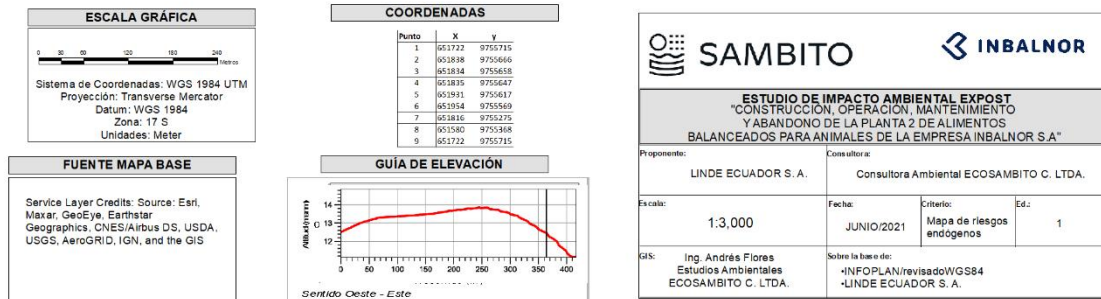 ESCALA GRÁFICA
0 30 60 120 180 240
Metros
Sistema de Coordenadas: WGS 1984 UTM
Proyección: Transverse Mercator
Datum: WGS 1984
Zona: 17 S
Unidades: Meter
FUENTE MAPA BASE
Service Layer Credits: Source: Esri,
Maxar, GeoEye, Earthstar
Geographics, CNES/Airbus DS, USDA,
USGS, AeroGRID, IGN, and the GIS
COORDENADAS
Punto X y
1 651722 9755715
2 651838 9755666
3 651834 9755658
4 651835 9755647
5 651931 9755617
6 651954 9755569
7 651816 9755275
8 651580 9755368
9 651722 9755715
GUÍA DE ELEVACIÓN
14
13
12
0 50 100 150 200 250 300 350 400
Sentido Oeste - Este
SAMBITO
INBALNOR
ESTUDIO DE IMPACTO AMBIENTAL EXPOST
"CONSTRUCCIÓN, OPERACIÓN, MANTENIMIENTO
Y ABANDONO DE LA PLANTA 2 DE ALIMENTOS
BALANCEADOS PARA ANIMALES DE LA EMPRESA INBALNOR S.A"
Proponente:
LINDE ECUADOR S. A.
Consultora:
Consultora Ambiental ECOSAMBITO C. LTDA.
Escala:
1:3,000
Fecha:
JUNIO/2021
Criterio:
Mapa de riesgos
endógenos
Ed.:
1
GIS:
Ing. Andrés Flores
Estudios Ambientales
ECOSAMBITO C. LTDA.
Sobre la base de:
•INFOPLAN/revisadoWGS84
•LINDE ECUADOR S. A.